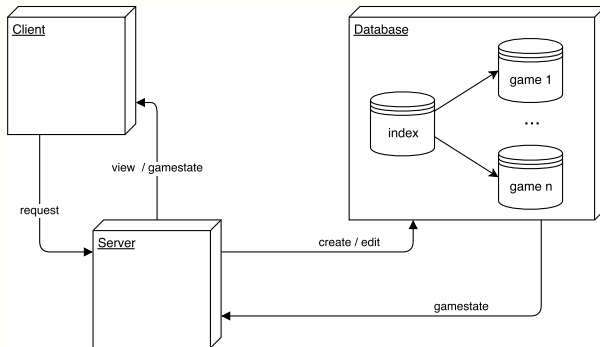 Client
Database
game 1
index
...
game n
view / gamestate
request
Server
create / edit
gamestate